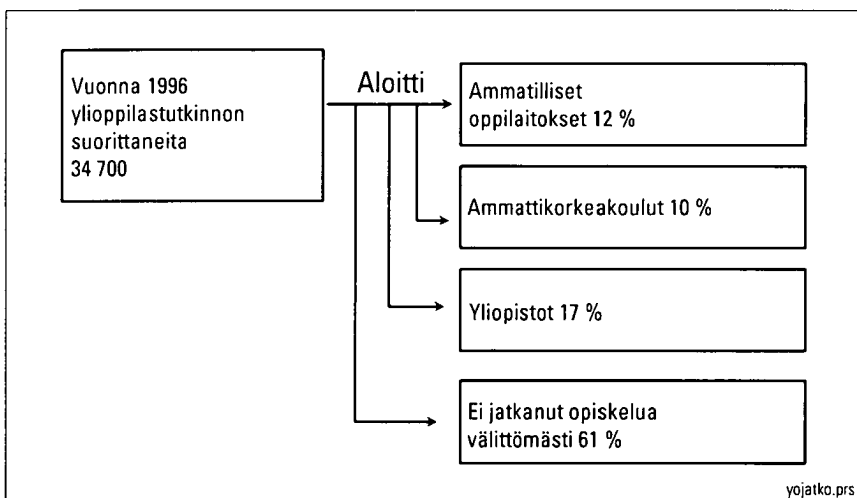 Vuonna 1996
ylioppilastutkinnon
suorittaneita
34 700
Aloitti
Ammatilliset
oppilaitokset 12 %
Ammattikorkeakoulut 10 %
Yliopistot 17 %
Ei jatkanut opiskelua
välittömästi 61 %
yojatko.prs